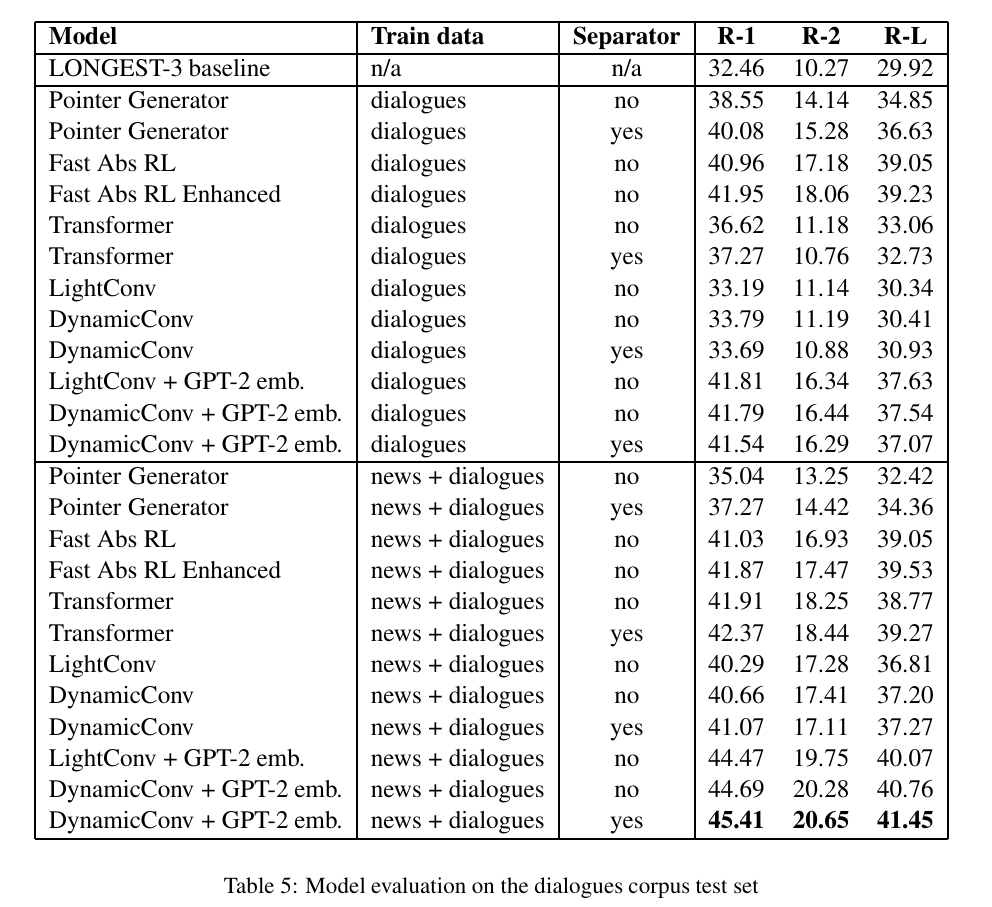 Model Train data Separator R-1 R-2 R-L
LONGEST-3 baseline n/a n/a 32.46 10.27 29.92
Pointer Generator dialogues no 38.55 14.14 34.85
Pointer Generator dialogues yes 40.08 15.28 36.63
Fast Abs RL dialogues no 40.96 17.18 39.05
Fast Abs RL Enhanced dialogues no 41.95 18.06 39.23
Transformer dialogues no 36.62 11.18 33.06
Transformer dialogues yes 37.27 10.76 32.73
LightConv dialogues no 33.19 11.14 30.34
DynamicConv dialogues no 33.79 11.19 30.41
DynamicConv dialogues yes 33.69 10.88 30.93
LightConv + GPT-2 emb. dialogues no 41.81 16.34 37.63
DynamicConv + GPT-2 emb. dialogues no 41.79 16.44 37.54
DynamicConv + GPT-2 emb. dialogues yes 41.54 16.29 37.07
Pointer Generator news + dialogues no 35.04 13.25 32.42
Pointer Generator news + dialogues yes 37.27 14.42 34.36
Fast Abs RL news + dialogues no 41.03 16.93 39.05
Fast Abs RL Enhanced news + dialogues no 41.87 17.47 39.53
Transformer news + dialogues no 41.91 18.25 38.77
Transformer news + dialogues yes 42.37 18.44 39.27
LightConv news + dialogues no 40.29 17.28 36.81
DynamicConv news + dialogues no 40.66 17.41 37.20
DynamicConv news + dialogues yes 41.07 17.11 37.27
LightConv + GPT-2 emb. news + dialogues no 44.47 19.75 40.07
DynamicConv + GPT-2 emb. news + dialogues no 44.69 20.28 40.76
DynamicConv + GPT-2 emb. news + dialogues yes 45.41 20.65 41.45
Table 5: Model evaluation on the dialogues corpus test set